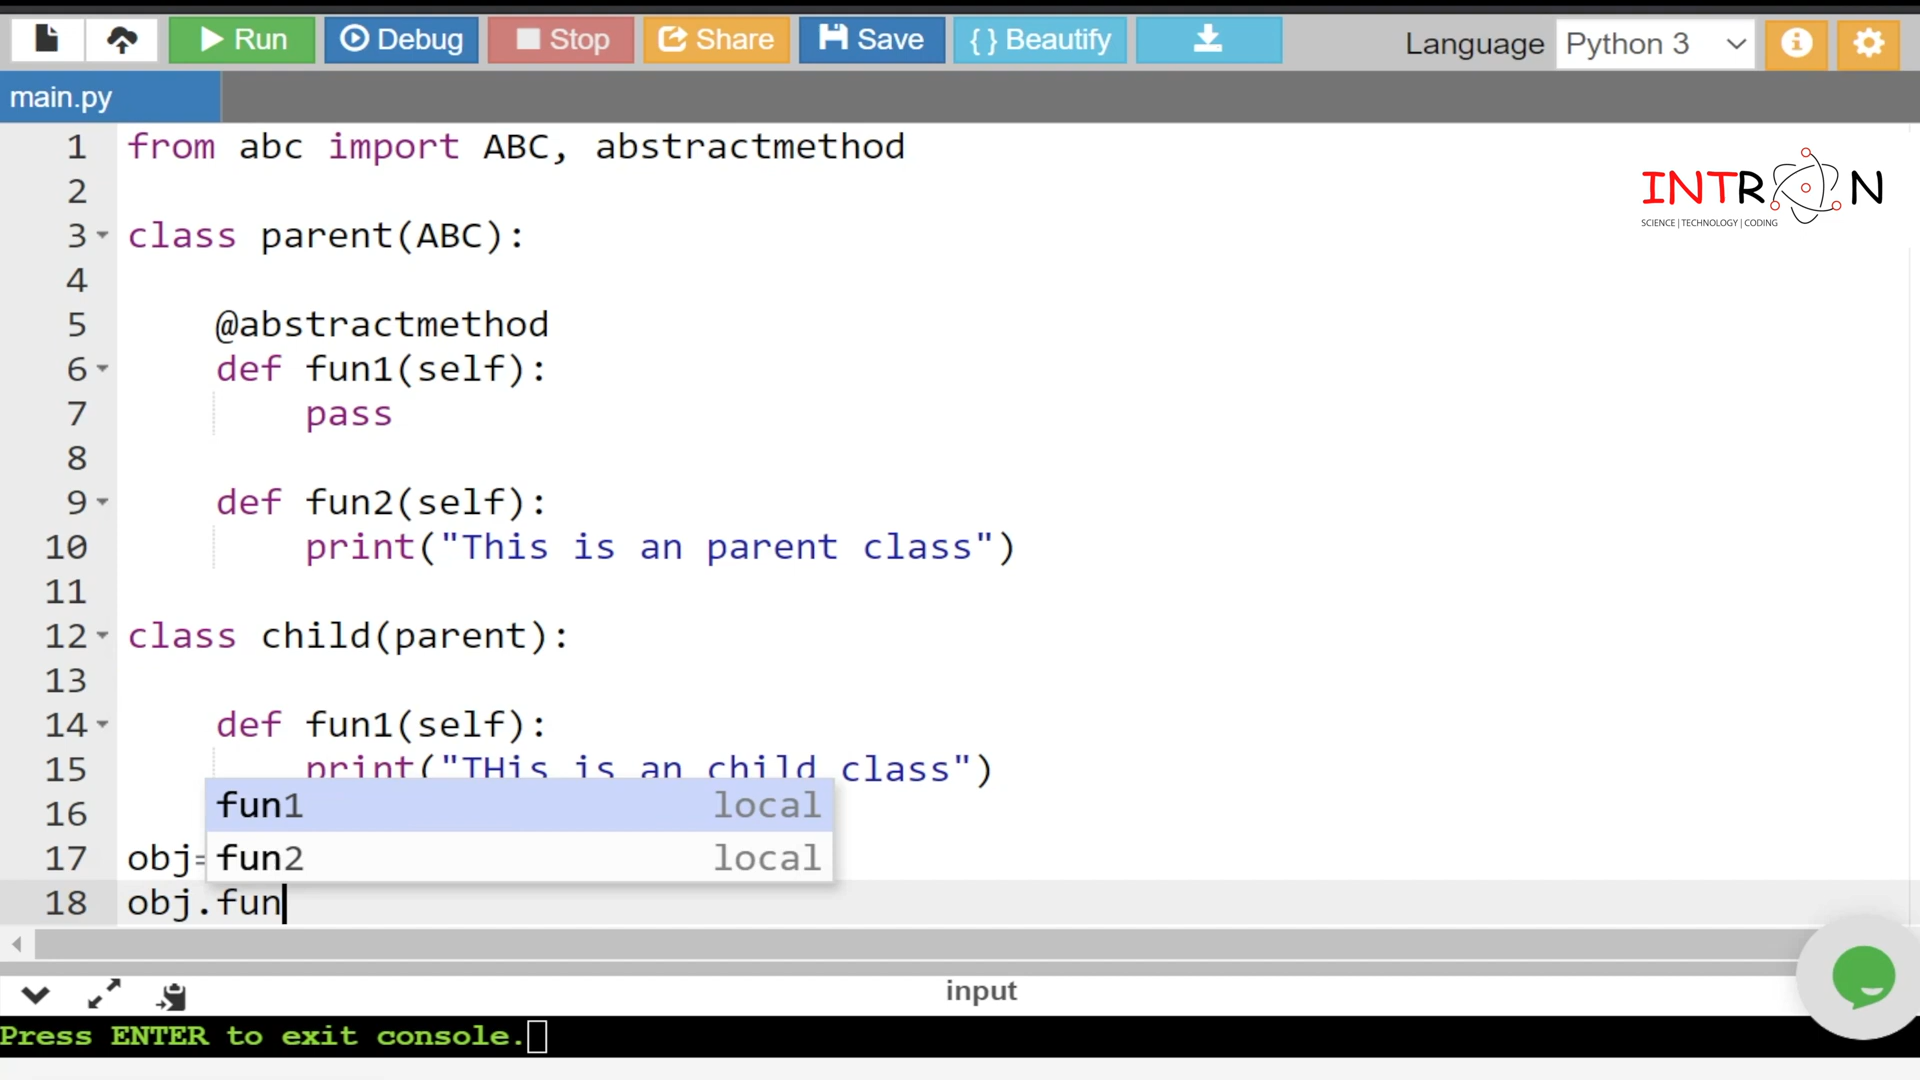 Run Debug Stop Share Save { } Beautify Language Python 3
main.py
INTRON
SCIENCE | TECHNOLOGY | CODING
1 from abc import ABC, abstractmethod
2
3 class parent(ABC):
4
5 @abstractmethod
6 def fun1(self):
7 pass
8
9 def fun2(self):
10 print("This is an parent class")
11
12 class child(parent):
13
14 def fun1(self):
15 print("THis is an child class")
16
fun1 local
17 obj=
fun2 local
18 obj.fun
input
Press ENTER to exit console.